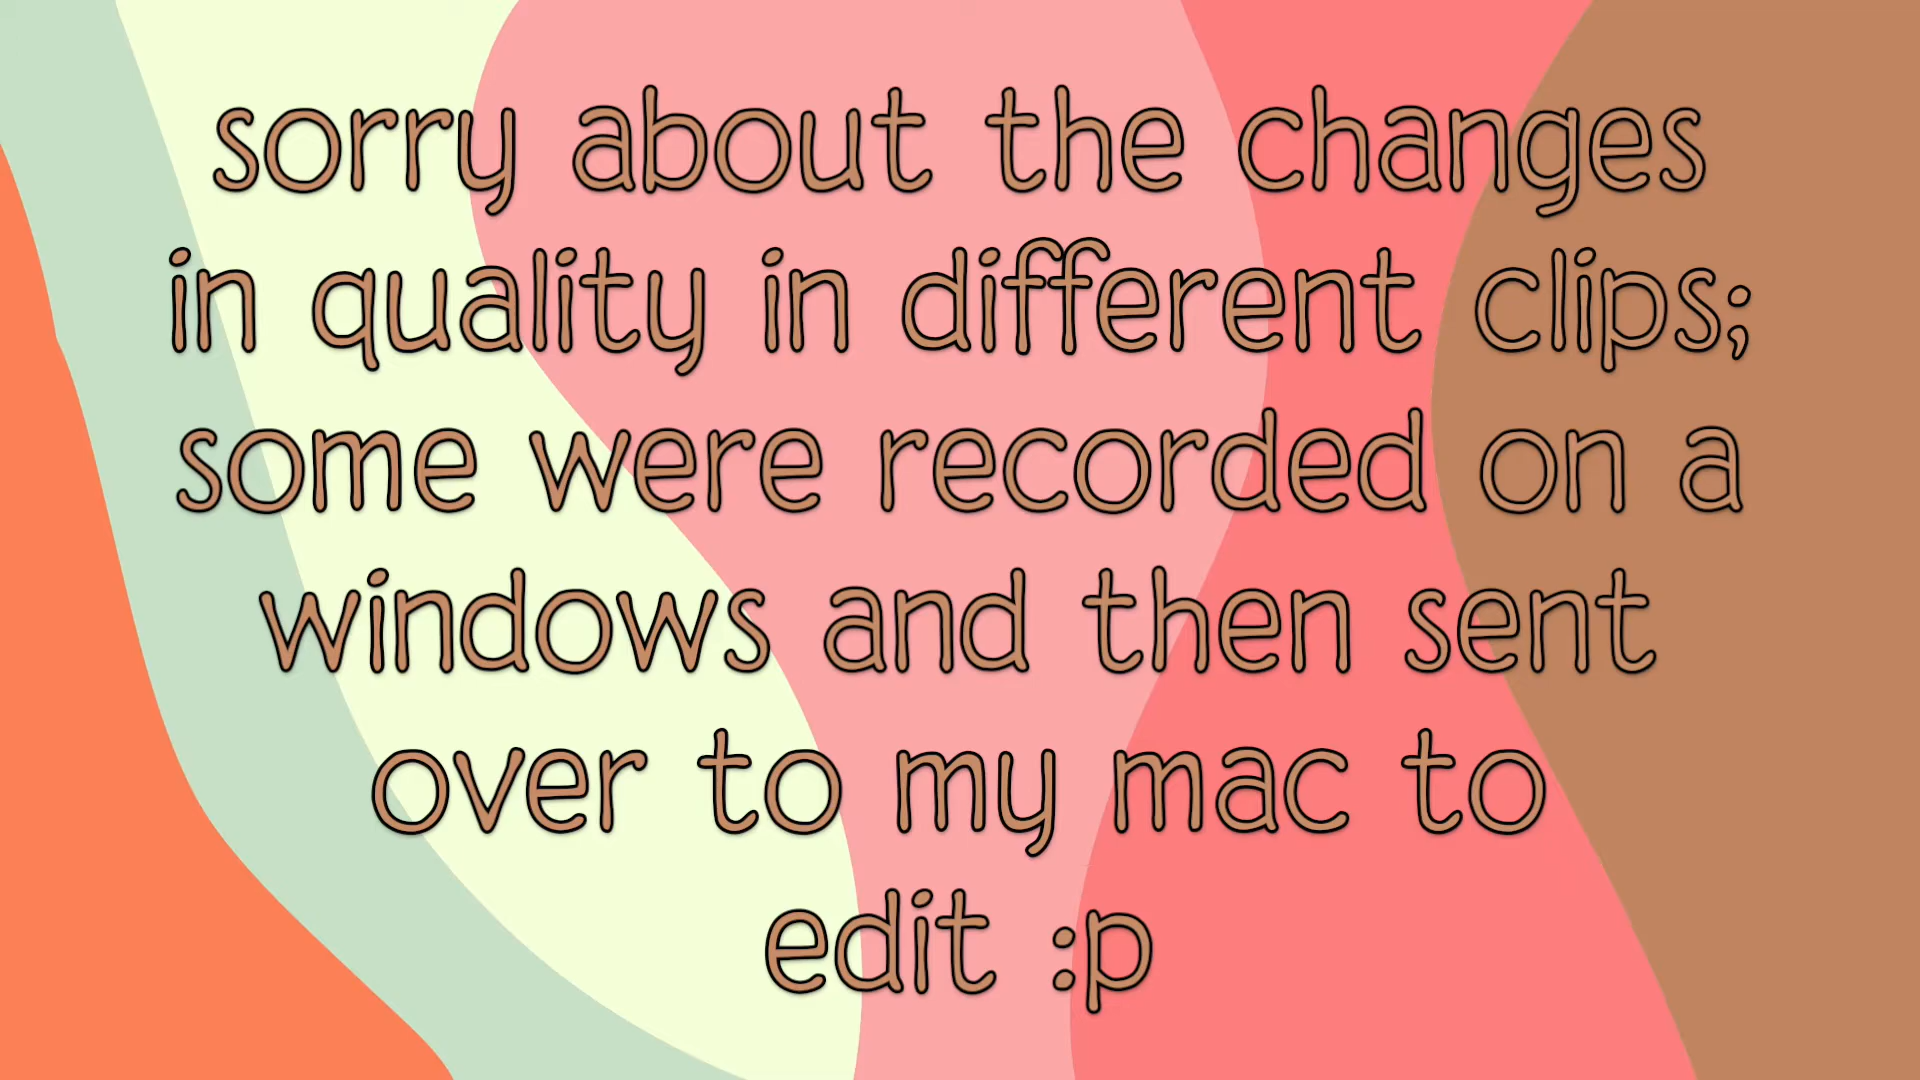 sorry about the changes
in quality in different clips;
some were recorded on a
windows and then sent
over to my mac to
edit :p